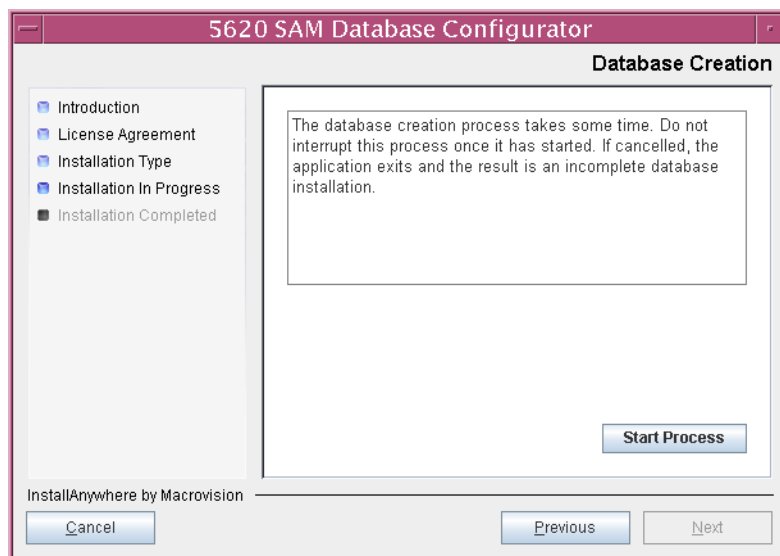 5620 SAM Database Configurator
Database Creation
Introduction
License Agreement
Installation Type
Installation In Progress
Installation Completed
The database creation process takes some time. Do not
interrupt this process once it has started. If cancelled, the
application exits and the result is an incomplete database
installation.
Start Process
InstallAnywhere by Macrovision
Cancel
Previous
Next